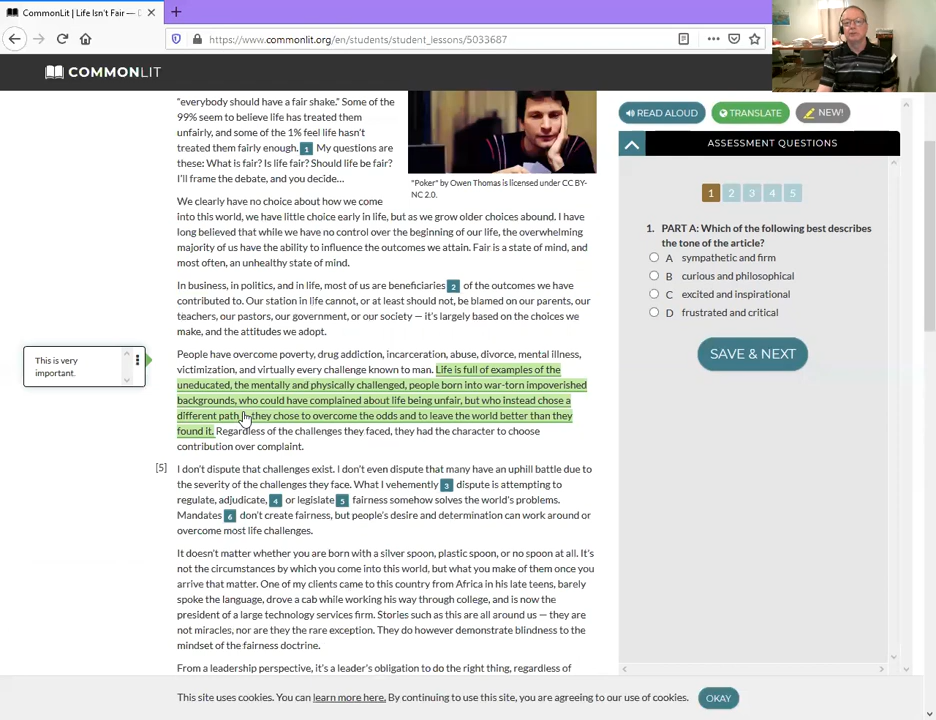 CommonLit | Life Isn't Fair —
https://www.commonlit.org/en/students/student_lessons/5033687
COMMONLIT
"everybody should have a fair shake." Some of the
99% seem to believe life has treated them
unfairly, and some of the 1% feel life hasn't
treated them fairly enough. 1 My questions are
these: What is fair? Is life fair? Should life be fair?
I'll frame the debate, and you decide…
"Poker" by Owen Thomas is licensed under CC BY-
NC 2.0.
We clearly have no choice about how we come
into this world, we have little choice early in life, but as we grow older choices abound. I have
long believed that while we have no control over the beginning of our life, the overwhelming
majority of us have the ability to influence the outcomes we attain. Fair is a state of mind, and
most often, an unhealthy state of mind.
In business, in politics, and in life, most of us are beneficiaries 2 of the outcomes we have
contributed to. Our station in life cannot, or at least should not, be blamed on our parents, our
teachers, our pastors, our government, or our society — it's largely based on the choices we
make, and the attitudes we adopt.
This is very
important.
People have overcome poverty, drug addiction, incarceration, abuse, divorce, mental illness,
victimization, and virtually every challenge known to man. Life is full of examples of the
uneducated, the mentally and physically challenged, people born into war-torn impoverished
backgrounds, who could have complained about life being unfair, but who instead chose a
different path they chose to overcome the odds and to leave the world better than they
found it. Regardless of the challenges they faced, they had the character to choose
contribution over complaint.
[5] I don't dispute that challenges exist. I don't even dispute that many have an uphill battle due to
the severity of the challenges they face. What I vehemently 3 dispute is attempting to
regulate, adjudicate, 4 or legislate 5 fairness somehow solves the world's problems.
Mandates 6 don't create fairness, but people's desire and determination can work around or
overcome most life challenges.
It doesn't matter whether you are born with a silver spoon, plastic spoon, or no spoon at all. It's
not the circumstances by which you come into this world, but what you make of them once you
arrive that matter. One of my clients came to this country from Africa in his late teens, barely
spoke the language, drove a cab while working his way through college, and is now the
president of a large technology services firm. Stories such as this are all around us — they are
not miracles, nor are they the rare exception. They do however demonstrate blindness to the
mindset of the fairness doctrine.
From a leadership perspective, it's a leader's obligation to do the right thing, regardless of
READ ALOUD TRANSLATE NEW!
ASSESSMENT QUESTIONS
1 2 3 4 5
1. PART A: Which of the following best describes
the tone of the article?
A sympathetic and firm
B curious and philosophical
C excited and inspirational
D frustrated and critical
SAVE & NEXT
This site uses cookies. You can learn more here. By continuing to use this site, you are agreeing to our use of cookies. OKAY